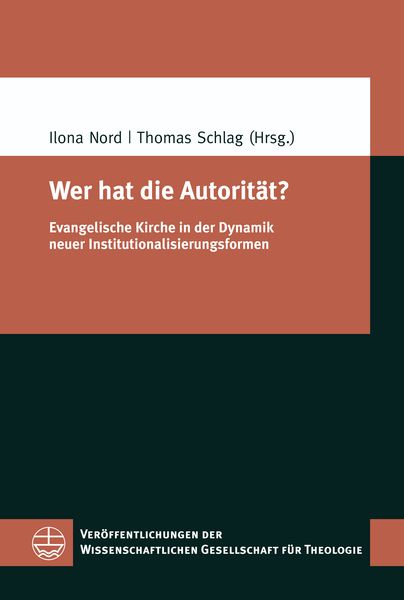 Ilona Nord | Thomas Schlag (Hrsg.)
Wer hat die Autorität?
Evangelische Kirche in der Dynamik
neuer Institutionalisierungsformen
Veröffentlichungen der
Wissenschaftlichen Gesellschaft für Theologie